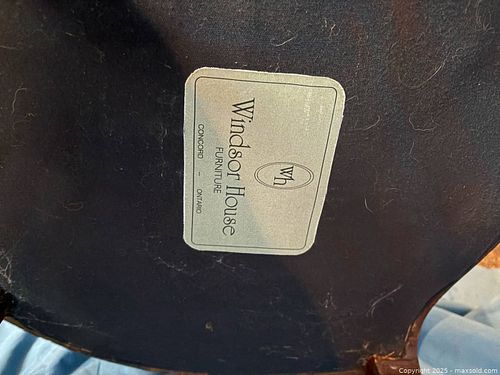 wh
Windsor House
FURNITURE
CONCORD - ONTARIO
Copyright 2025 - maxsold.com